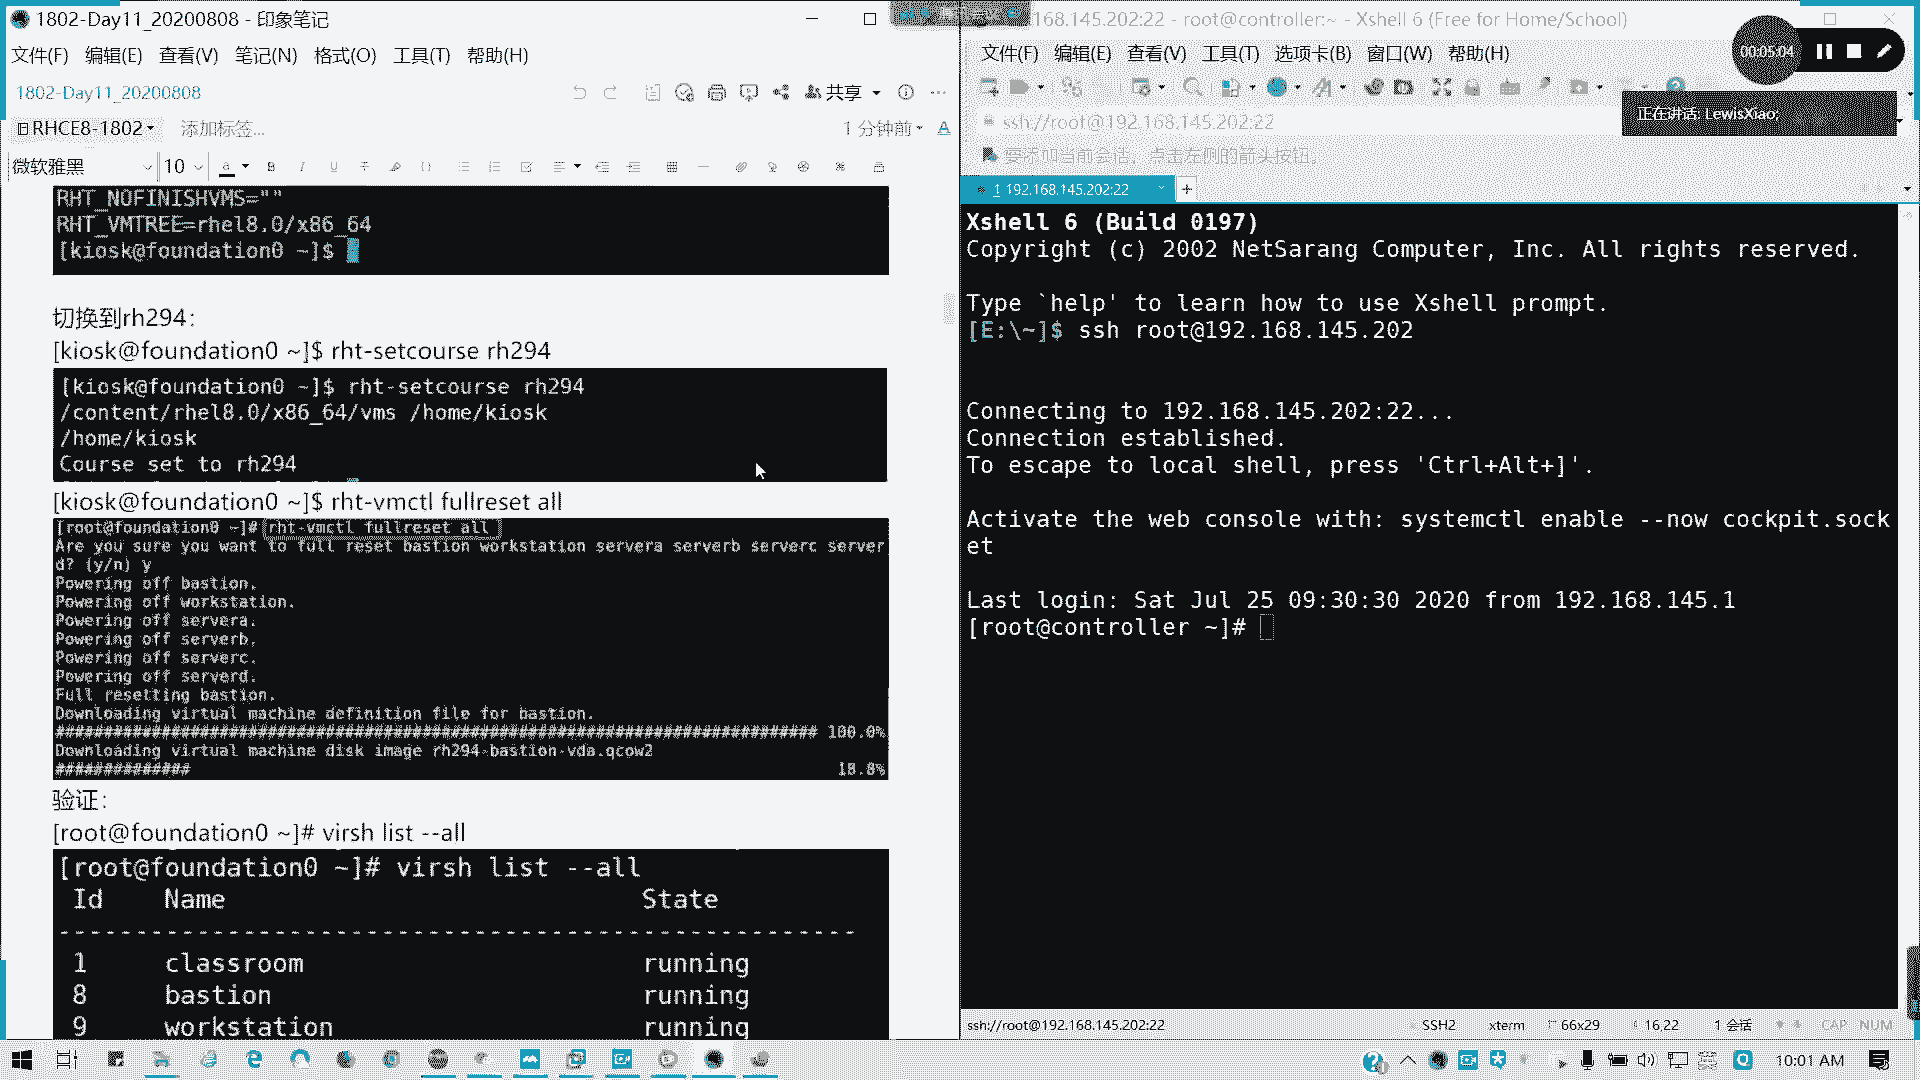 1802-Day11_20200808 - 印象笔记
文件(F) 编辑(E) 查看(V) 笔记(N) 格式(O) 工具(T) 帮助(H)
1802-Day11_20200808
共享
RHCE8-1802
添加标签...
1 分钟前
微软雅黑
10
RHT_NOFINISHVMS=""
RHT_VMTREE=rhel8.0/x86_64
[kiosk@foundation0 ~]$
切换到rh294：
[kiosk@foundation0 ~]$ rht-setcourse rh294
[kiosk@foundation0 ~]$ rht-setcourse rh294
/content/rhel8.0/x86_64/vms /home/kiosk
/home/kiosk
Course set to rh294
[kiosk@foundation0 ~]$ rht-vmctl fullreset all
[root@foundation0 ~]# rht-vmctl fullreset all
Are you sure you want to full reset bastion workstation servera serverb serverc server
d? (y/n) y
Powering off bastion.
Powering off workstation.
Powering off servera.
Powering off serverb.
Powering off serverc.
Powering off serverd.
Full resetting bastion.
Downloading virtual machine definition file for bastion.
100.0%
Downloading virtual machine disk image rh294-bastion-vda.qcow2
18.8%
验证：
[root@foundation0 ~]# virsh list --all
[root@foundation0 ~]# virsh list --all
Id Name State
1 classroom running
8 bastion running
9 workstation running
168.145.202:22 - root@controller:~ - Xshell 6 (Free for Home/School)
文件(F) 编辑(E) 查看(V) 工具(T) 选项卡(B) 窗口(W) 帮助(H)
00:05:04
正在讲话: LewisXiao;
ssh://root@192.168.145.202:22
要添加当前会话，点击左侧的箭头按钮。
1 192.168.145.202:22
Xshell 6 (Build 0197)
Copyright (c) 2002 NetSarang Computer, Inc. All rights reserved.
Type `help' to learn how to use Xshell prompt.
[E:\~]$ ssh root@192.168.145.202
Connecting to 192.168.145.202:22...
Connection established.
To escape to local shell, press 'Ctrl+Alt+]'.
Activate the web console with: systemctl enable --now cockpit.sock
et
Last login: Sat Jul 25 09:30:30 2020 from 192.168.145.1
[root@controller ~]#
ssh://root@192.168.145.202:22
SSH2
xterm
66x29
16,22
1 会话
CAP NUM
10:01 AM